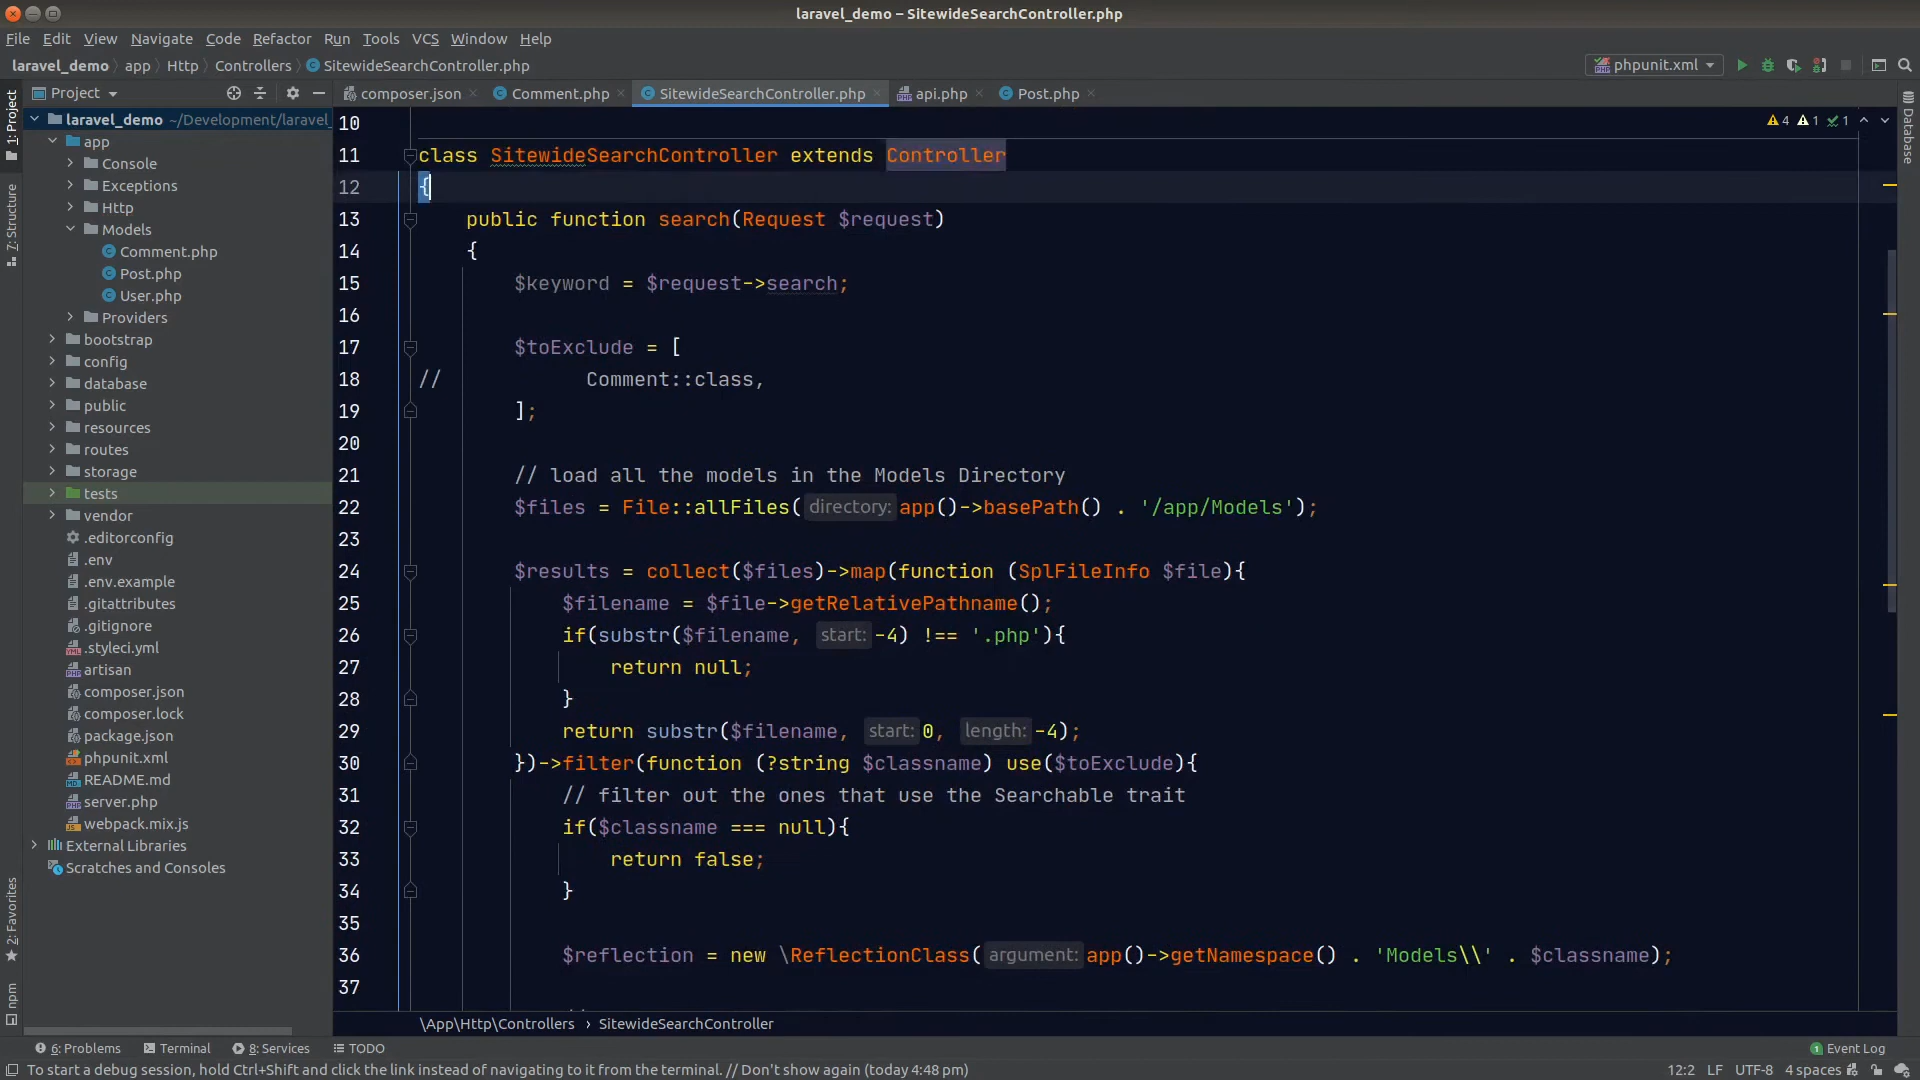 laravel_demo – SitewideSearchController.php
File Edit View Navigate Code Refactor Run Tools VCS Window Help
laravel_demo app Http Controllers SitewideSearchController.php
phpunit.xml
Project
composer.json Comment.php SitewideSearchController.php api.php Post.php
1: Project
7: Structure
2: Favorites
npm
Database
laravel_demo ~/Development/laravel_
app
Console
Exceptions
Http
Models
Comment.php
Post.php
User.php
Providers
bootstrap
config
database
public
resources
routes
storage
tests
vendor
.editorconfig
.env
.env.example
.gitattributes
.gitignore
.styleci.yml
artisan
composer.json
composer.lock
package.json
phpunit.xml
README.md
server.php
webpack.mix.js
External Libraries
Scratches and Consoles
4 1 1
10
11 class SitewideSearchController extends Controller
12 {
13 public function search(Request $request)
14 {
15 $keyword = $request->search;
16
17 $toExclude = [
18 // Comment::class,
19 ];
20
21 // load all the models in the Models Directory
22 $files = File::allFiles( directory: app()->basePath() . '/app/Models');
23
24 $results = collect($files)->map(function (SplFileInfo $file){
25 $filename = $file->getRelativePathname();
26 if(substr($filename, start: -4) !== '.php'){
27 return null;
28 }
29 return substr($filename, start: 0, length: -4);
30 })->filter(function (?string $classname) use($toExclude){
31 // filter out the ones that use the Searchable trait
32 if($classname === null){
33 return false;
34 }
35
36 $reflection = new \ReflectionClass( argument: app()->getNamespace() . 'Models\\' . $classname);
37
\App\Http\Controllers › SitewideSearchController
6: Problems Terminal 8: Services TODO
1 Event Log
To start a debug session, hold Ctrl+Shift and click the link instead of navigating to it from the terminal. // Don't show again (today 4:48 pm)
12:2 LF UTF-8 4 spaces